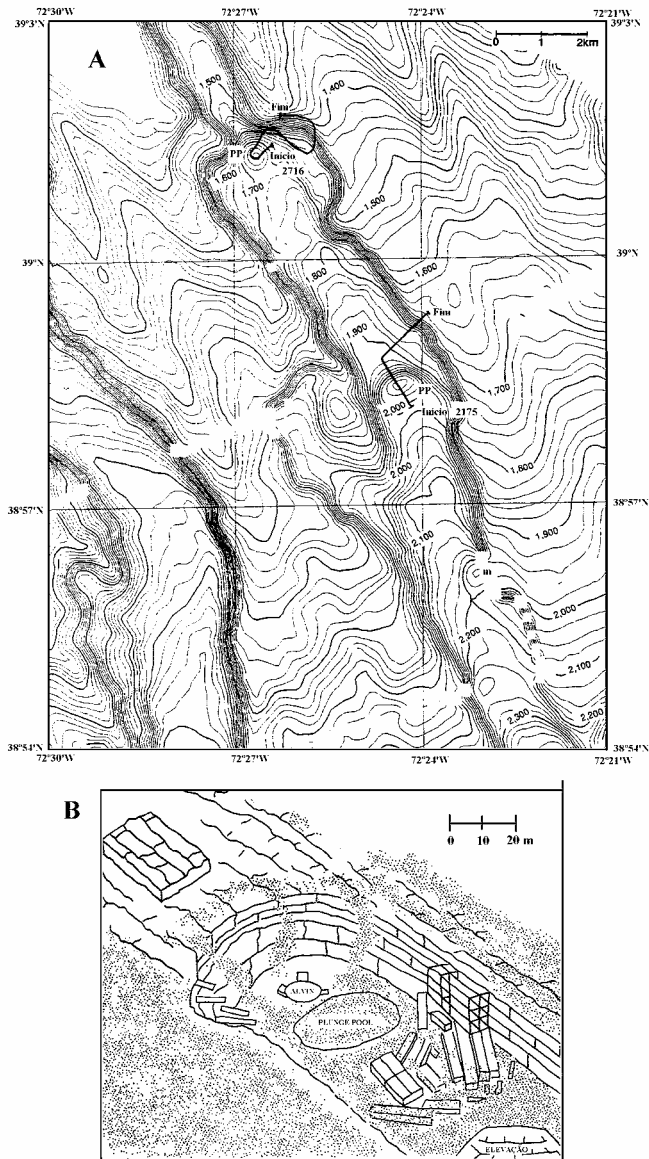 72°30'W 72°27'W 72°24'W 72°21'W
39°3'N 39°3'N
A
0 1 2km
1,500
Fim
1,400
PP
Inicio
2716
1,600
1,700
1,500
39°N 39°N
1,800
1,600
Fim
1,900
1,700
PP
2,000
Inicio 2175
2,000
1,800
38°57'N 38°57'N
2,100
1,900
m
2,000
2,200
2,100
2,300
2,200
38°54'N 38°54'N
72°30'W 72°27'W 72°24'W 72°21'W
B
0 10 20 m
ALVIN
PLUNGE POOL
ELEVAÇÃO